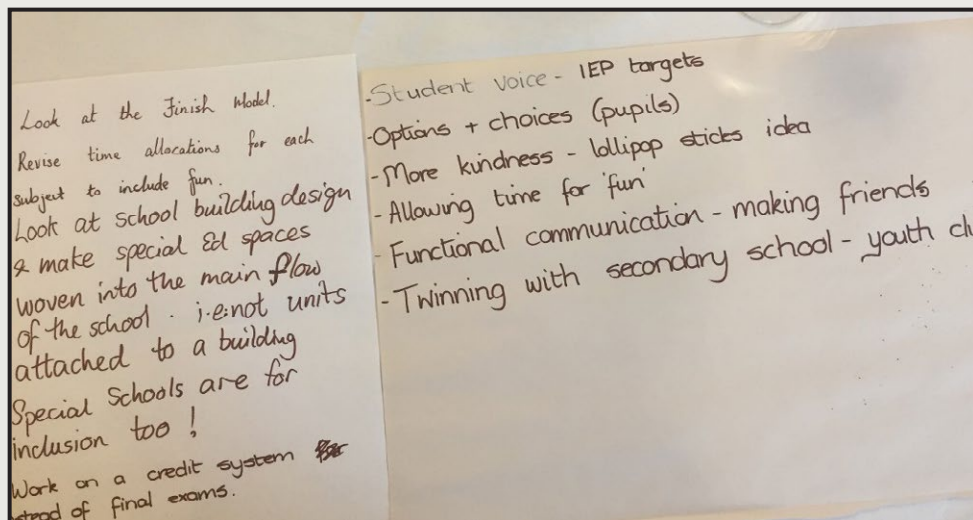 Look at the Finish Model.
Revise time allocations for each
subject to include fun.
Look at school building design
& make special Ed spaces
woven into the main flow
of the school. i.e. not units
attached to a building
Special Schools are for
inclusion too !
Work on a credit system
stead of final exams.
- Student voice - IEP targets
- Options + choices (pupils)
- More kindness - lollipop sticks idea
- Allowing time for 'fun'
- Functional communication - making friends
- Twinning with secondary school - youth clu